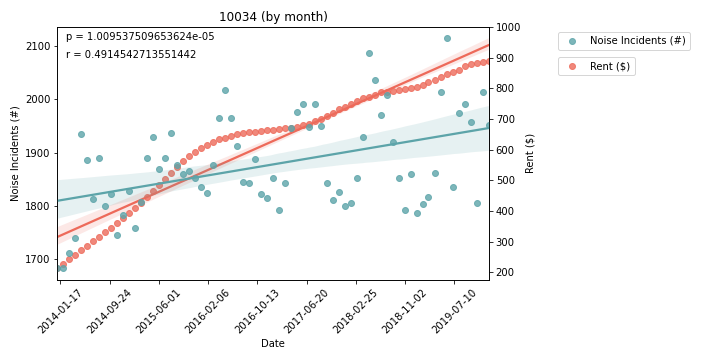 10034 (by month)
p = 1.009537509653624e-05
r = 0.4914542713551442
Noise Incidents (#)
Rent ($)
2100
2000
1900
1800
1700
Noise Incidents (#)
1000
900
800
700
600
500
400
300
200
Rent ($)
2014-01-17
2014-09-24
2015-06-01
2016-02-06
2016-10-13
2017-06-20
2018-02-25
2018-11-02
2019-07-10
Date